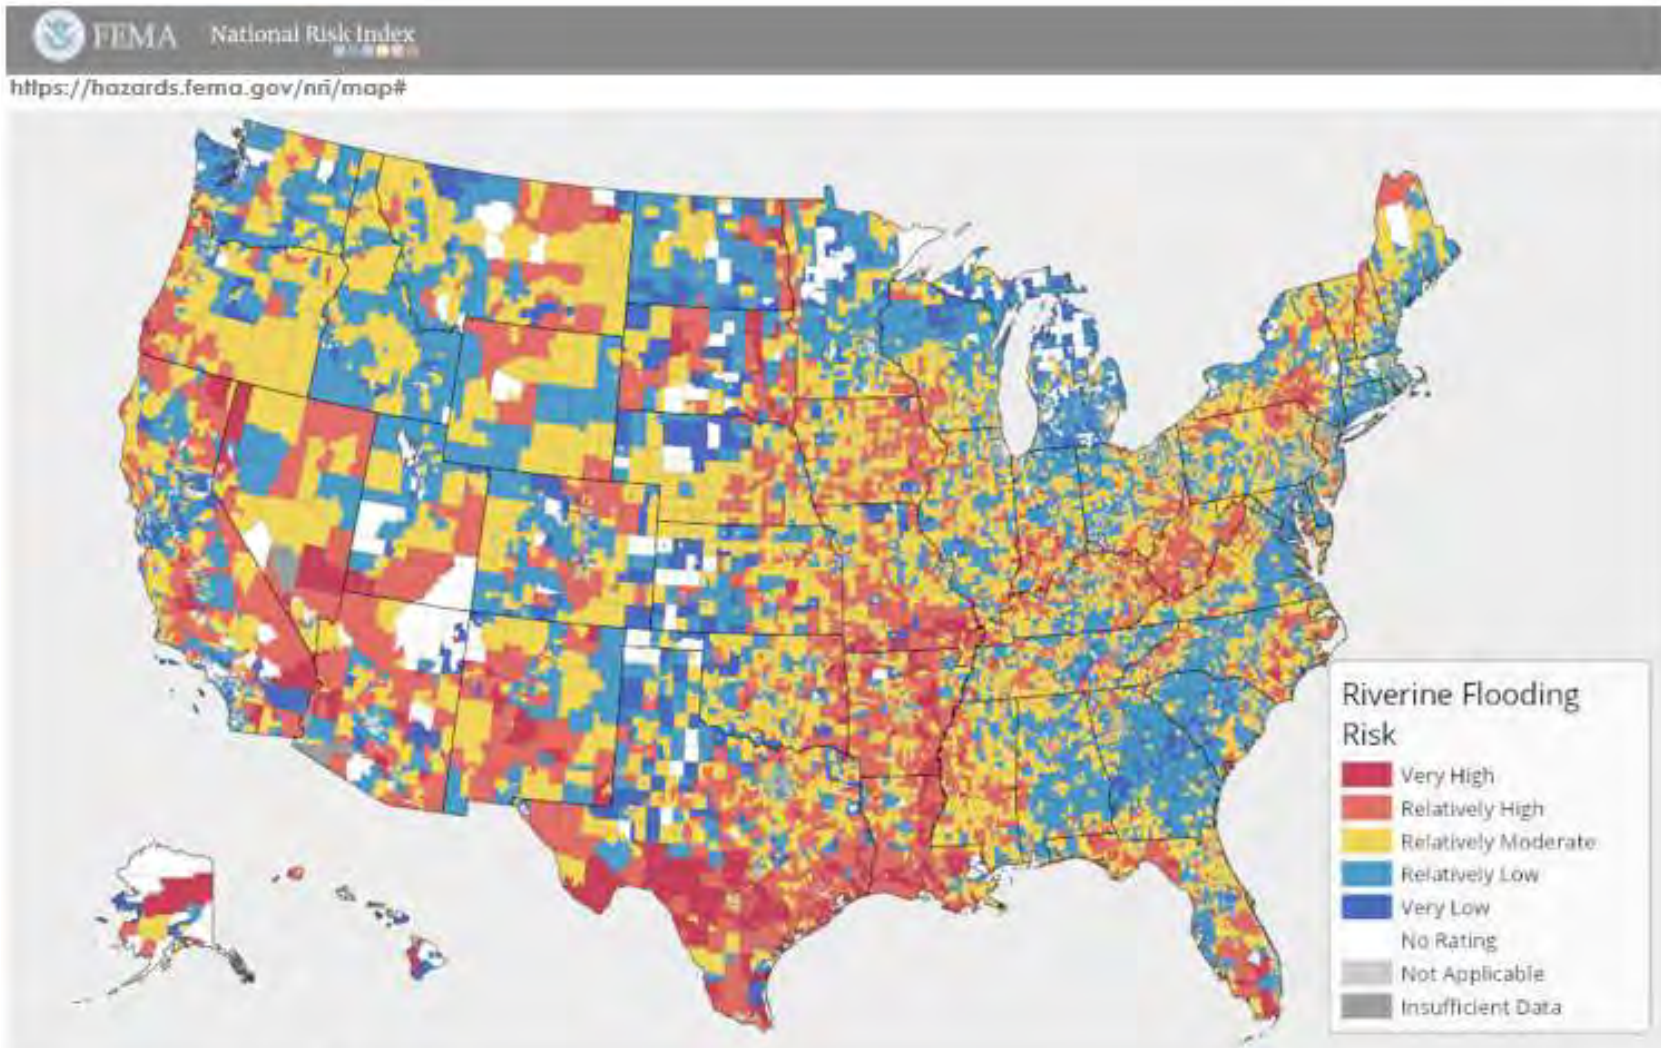 FEMA National Risk Index
https://hazards.fema.gov/nri/map#
Riverine Flooding
Risk
Very High
Relatively High
Relatively Moderate
Relatively Low
Very Low
No Rating
Not Applicable
Insufficient Data